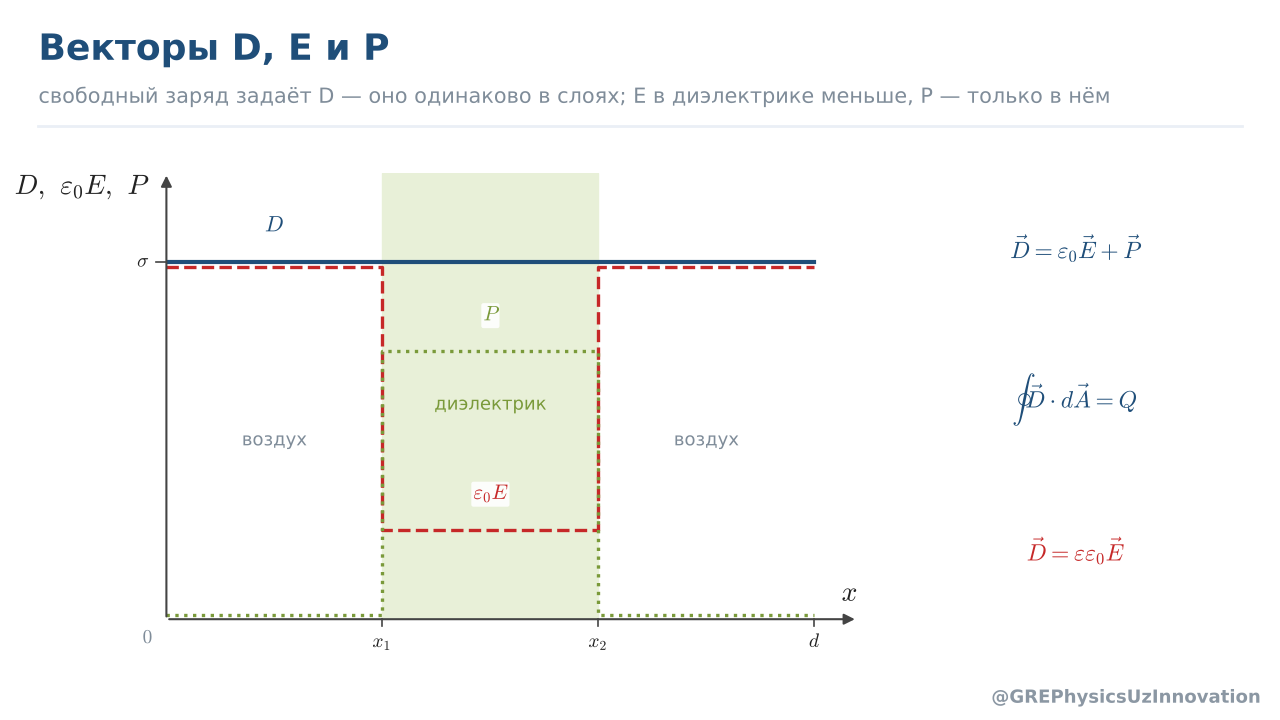 Векторы D, E и P
свободный заряд задаёт D — оно одинаково в слоях; E в диэлектрике меньше, P — только в нём
D, ε₀E, P
D
σ
P
диэлектрик
воздух
воздух
ε₀E
x
0
x₁
x₂
d
D⃗ = ε₀E⃗ + P⃗
∮D⃗ · dA⃗ = Q
D⃗ = εε₀E⃗
@GREPhysicsUzInnovation